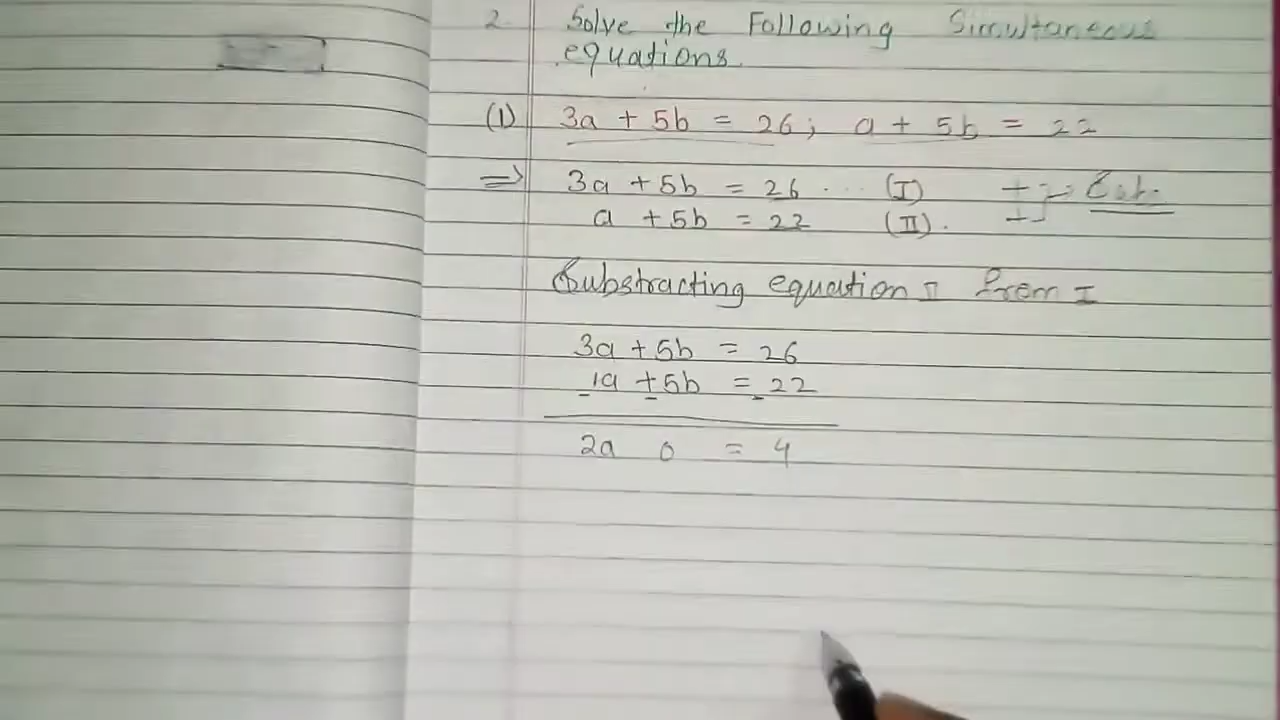 2. Solve the Following Simultaneous
equations.
(1) 3a + 5b = 26; a + 5b = 22
⇒ 3a + 5b = 26 ... (I) +
a + 5b = 22 (II). +
Substracting equation II From I
3a + 5b = 26
1a + 5b = 22
- - -
2a 0 = 4